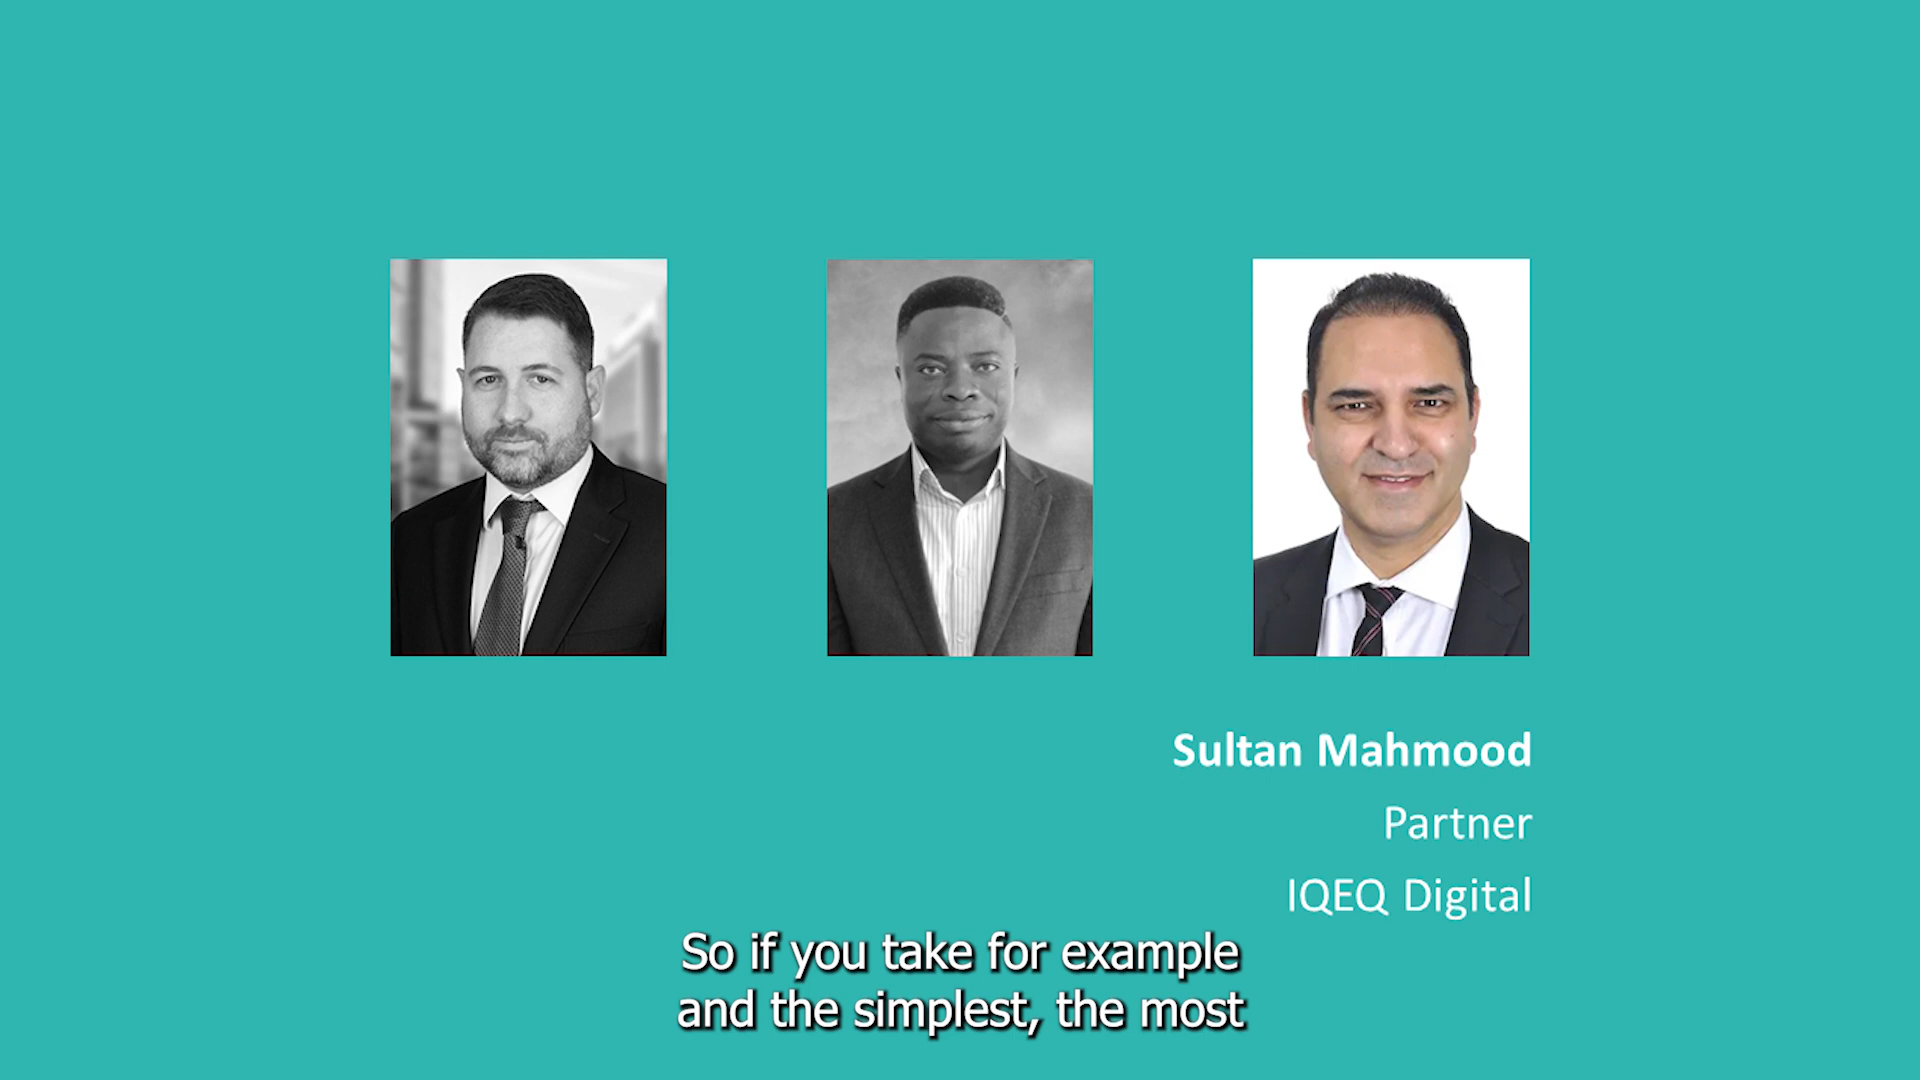 Sultan Mahmood
Partner
IQEQ Digital
So if you take for example
and the simplest, the most